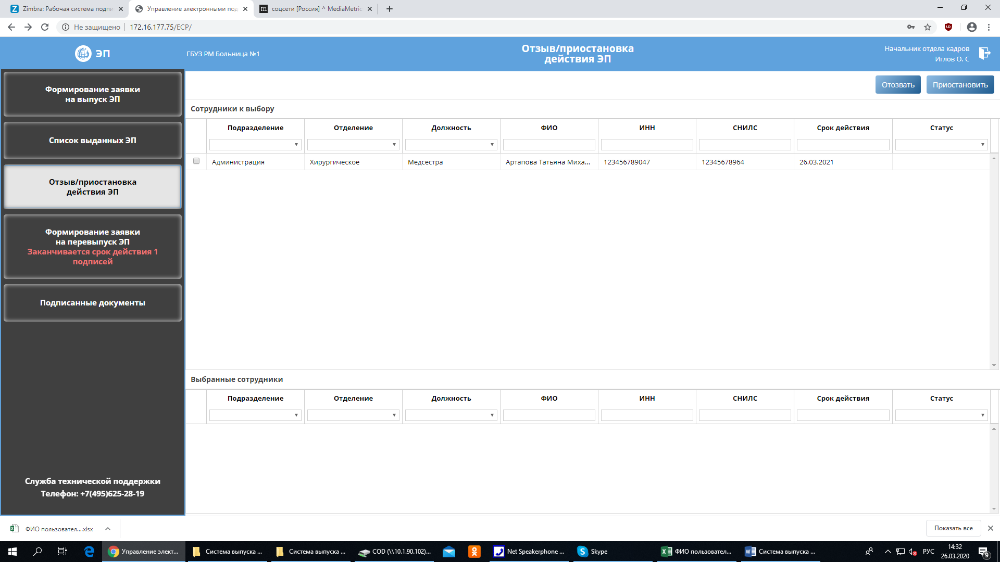 Zimbra: Рабочая система подпи
Управление электронными под
соцсети [Россия] ^ MediaMetric
Не защищено
172.16.177.75/ECP/
ЭП
ГБУЗ РМ Больница №1
Отзыв/приостановка
действия ЭП
Начальник отдела кадров
Иглов О. С
Формирование заявки
на выпуск ЭП
Список выданных ЭП
Отзыв/приостановка
действия ЭП
Формирование заявки
на перевыпуск ЭП
Заканчивается срок действия 1
подписей
Подписанные документы
Служба технической поддержки
Телефон: +7(495)625-28-19
Отозвать
Приостановить
Сотрудники к выбору
Подразделение Отделение Должность ФИО ИНН СНИЛС Срок действия Статус
Администрация Хирургическое Медсестра Артапова Татьяна Миха... 123456789047 12345678964 26.03.2021
Выбранные сотрудники
Подразделение Отделение Должность ФИО ИНН СНИЛС Срок действия Статус
ФИО пользовател....xlsx
Показать все
Управление элект...
Система выпуска ...
Система выпуска ...
COD (\\10.1.90.102)...
Net Speakerphone ...
Skype
ФИО пользовател...
Система выпуска ...
РУС
14:32
26.03.2020
9